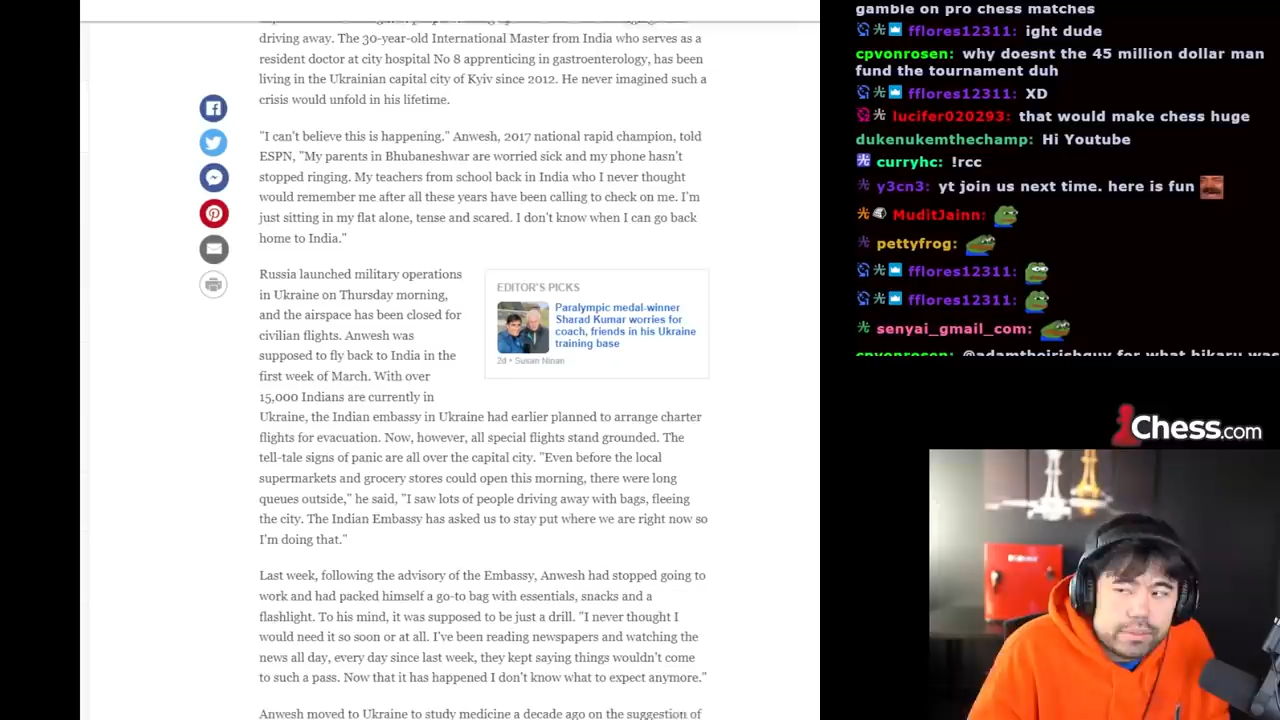 driving away. The 30-year-old International Master from India who serves as a
resident doctor at city hospital No 8 apprenticing in gastroenterology, has been
living in the Ukrainian capital city of Kyiv since 2012. He never imagined such a
crisis would unfold in his lifetime.
"I can't believe this is happening." Anwesh, 2017 national rapid champion, told
ESPN, "My parents in Bhubaneshwar are worried sick and my phone hasn't
stopped ringing. My teachers from school back in India who I never thought
would remember me after all these years have been calling to check on me. I'm
just sitting in my flat alone, tense and scared. I don't know when I can go back
home to India."
Russia launched military operations
in Ukraine on Thursday morning,
and the airspace has been closed for
civilian flights. Anwesh was
supposed to fly back to India in the
first week of March. With over
15,000 Indians are currently in
Ukraine, the Indian embassy in Ukraine had earlier planned to arrange charter
flights for evacuation. Now, however, all special flights stand grounded. The
tell-tale signs of panic are all over the capital city. "Even before the local
supermarkets and grocery stores could open this morning, there were long
queues outside," he said, "I saw lots of people driving away with bags, fleeing
the city. The Indian Embassy has asked us to stay put where we are right now so
I'm doing that."
EDITOR'S PICKS
Paralympic medal-winner
Sharad Kumar worries for
coach, friends in his Ukraine
training base
2d • Susan Ninan
Last week, following the advisory of the Embassy, Anwesh had stopped going to
work and had packed himself a go-to bag with essentials, snacks and a
flashlight. To his mind, it was supposed to be just a drill. "I never thought I
would need it so soon or at all. I've been reading newspapers and watching the
news all day, every day since last week, they kept saying things wouldn't come
to such a pass. Now that it has happened I don't know what to expect anymore."
Anwesh moved to Ukraine to study medicine a decade ago on the suggestion of
gamble on pro chess matches
fflores12311: ight dude
cpvonrosen: why doesnt the 45 million dollar man
fund the tournament duh
fflores12311: XD
lucifer020293: that would make chess huge
dukenukemthechamp: Hi Youtube
curryhc: !rcc
y3cn3: yt join us next time. here is fun
MuditJainn:
pettyfrog:
fflores12311:
fflores12311:
senyai_gmail_com:
cpvonrosen: @adamtheirishguy for what hikaru was
Chess.com